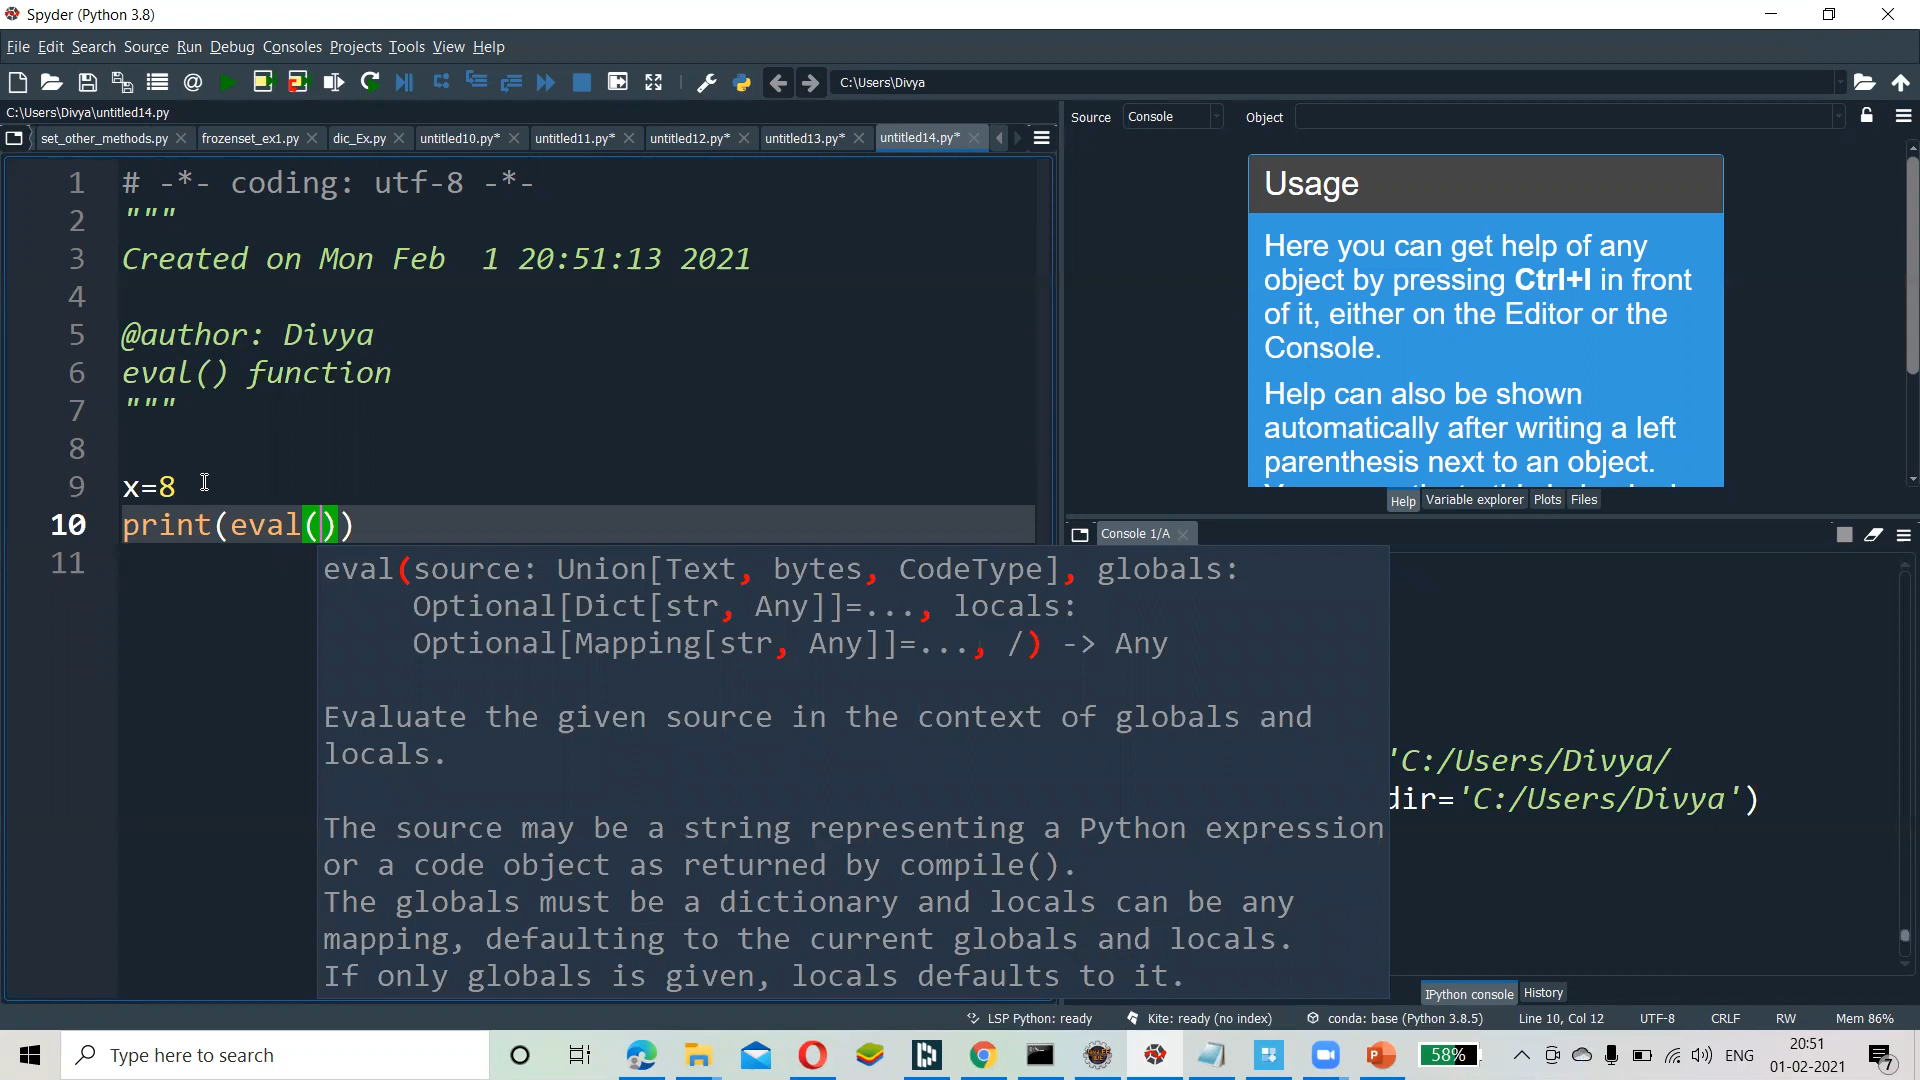 Spyder (Python 3.8)
File Edit Search Source Run Debug Consoles Projects Tools View Help
C:\Users\Divya
C:\Users\Divya\untitled14.py
set_other_methods.py frozenset_ex1.py dic_Ex.py untitled10.py* untitled11.py* untitled12.py* untitled13.py* untitled14.py*
1 # -*- coding: utf-8 -*-
2 """
3 Created on Mon Feb  1 20:51:13 2021
4
5 @author: Divya
6 eval() function
7 """
8
9 x=8
10 print(eval())
11
eval(source: Union[Text, bytes, CodeType], globals:
Optional[Dict[str, Any]]=..., locals:
Optional[Mapping[str, Any]]=..., /) -> Any
Evaluate the given source in the context of globals and
locals.
The source may be a string representing a Python expression
or a code object as returned by compile().
The globals must be a dictionary and locals can be any
mapping, defaulting to the current globals and locals.
If only globals is given, locals defaults to it.
Source Console Object
Usage
Here you can get help of any
object by pressing Ctrl+I in front
of it, either on the Editor or the
Console.
Help can also be shown
automatically after writing a left
parenthesis next to an object.
Help Variable explorer Plots Files
Console 1/A
'C:/Users/Divya/
dir='C:/Users/Divya')
IPython console History
LSP Python: ready Kite: ready (no index) conda: base (Python 3.8.5) Line 10, Col 12 UTF-8 CRLF RW Mem 86%
Type here to search
58%
ENG
20:51
01-02-2021
7